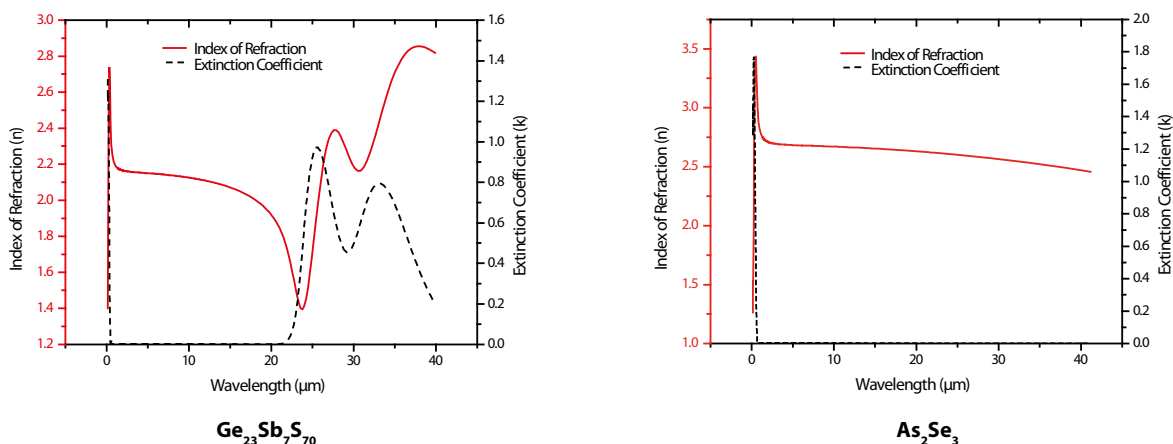 3.0
2.8
2.6
2.4
2.2
2.0
1.8
1.6
1.4
1.2
Index of Refraction (n)
Index of Refraction
Extinction Coefficient
1.6
1.4
1.2
1.0
0.8
0.6
0.4
0.2
0.0
Extinction Coefficient (k)
0 10 20 30 40
Wavelength (µm)
Ge23Sb7S70
3.5
3.0
2.5
2.0
1.5
1.0
Index of Refraction (n)
Index of Refraction
Extinction Coefficient
2.0
1.8
1.6
1.4
1.2
1.0
0.8
0.6
0.4
0.2
0.0
Extinction Coefficient (k)
0 10 20 30 40
Wavelength (µm)
As2Se3